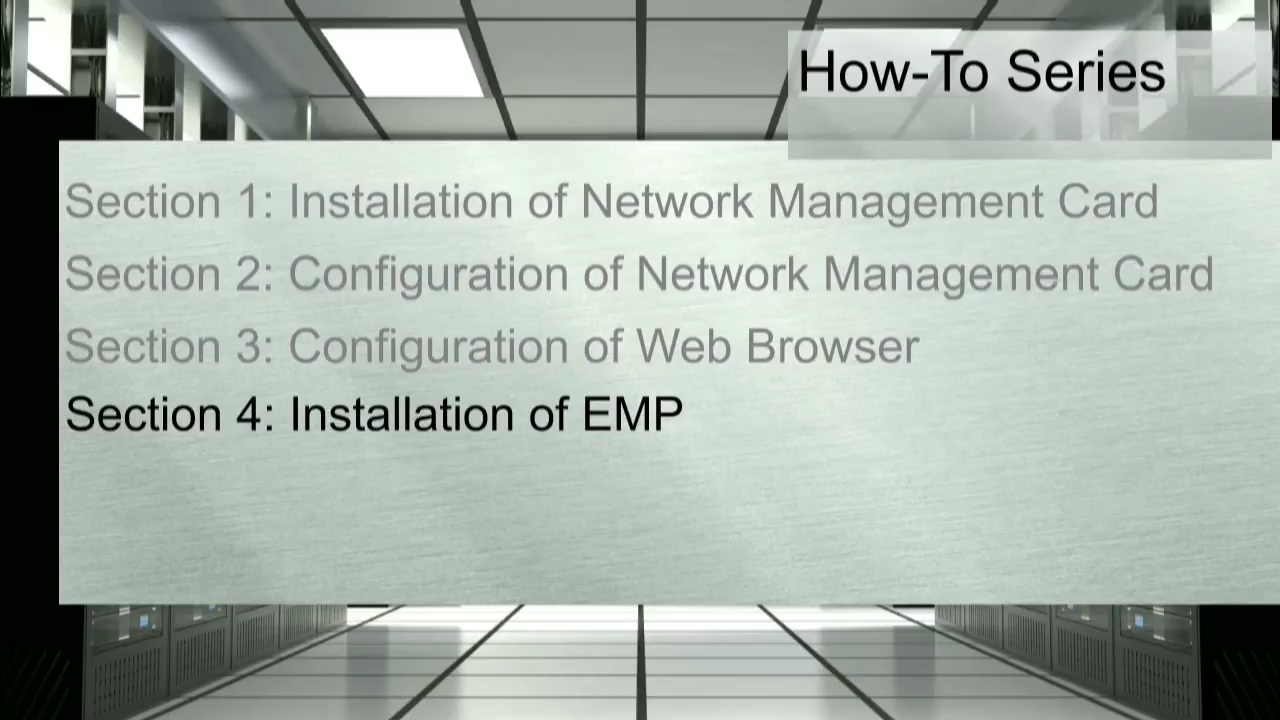 How-To Series
Section 1: Installation of Network Management Card
Section 2: Configuration of Network Management Card
Section 3: Configuration of Web Browser
Section 4: Installation of EMP